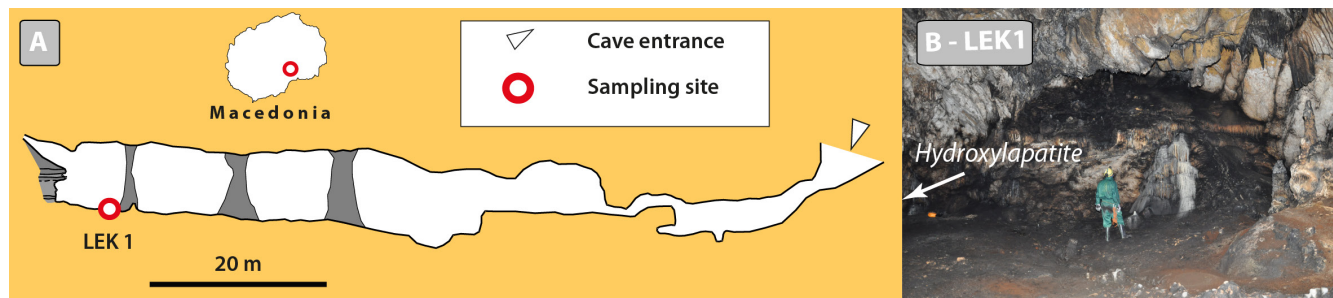 A
Macedonia
Cave entrance
Sampling site
LEK 1
20 m
B - LEK1
Hydroxylapatite